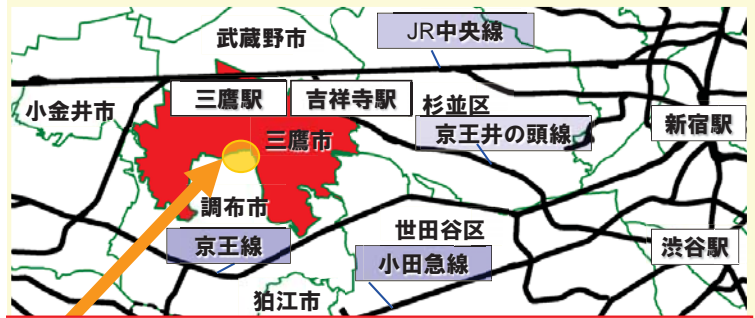 武蔵野市
JR中央線
三鷹駅
吉祥寺駅
杉並区
小金井市
新宿駅
三鷹市
京王井の頭線
調布市
世田谷区
京王線
小田急線
渋谷駅
狛江市